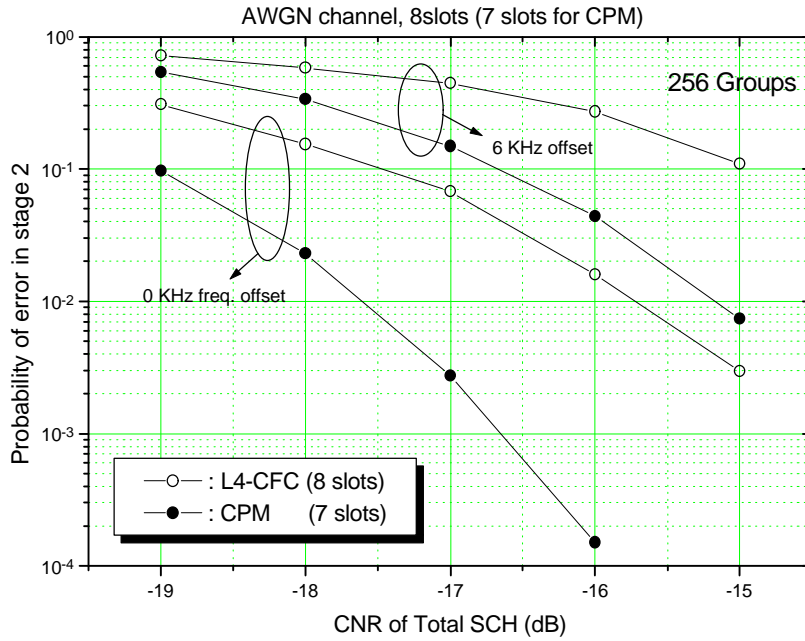 AWGN channel, 8slots (7 slots for CPM)
10^0
256 Groups
6 KHz offset
10^-1
0 KHz freq. offset
10^-2
10^-3
: L4-CFC (8 slots)
: CPM (7 slots)
10^-4
-19 -18 -17 -16 -15
CNR of Total SCH (dB)
Probability of error in stage 2